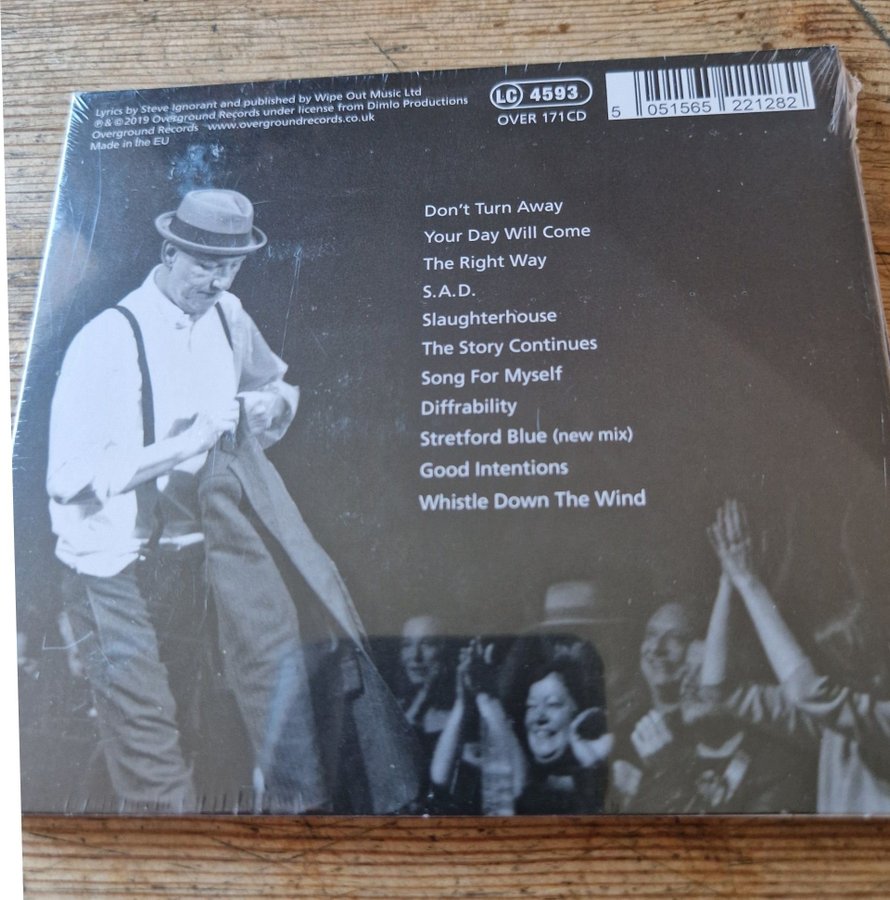 Lyrics by Steve Ignorant and published by Wipe Out Music Ltd
℗ & © 2019 Overground Records under license from Dimlo Productions
Overground Records www.overgroundrecords.co.uk
Made in the EU
LC 4593
OVER 171CD
5 051565 221282
Don't Turn Away
Your Day Will Come
The Right Way
S.A.D.
Slaughterhouse
The Story Continues
Song For Myself
Diffrability
Stretford Blue (new mix)
Good Intentions
Whistle Down The Wind